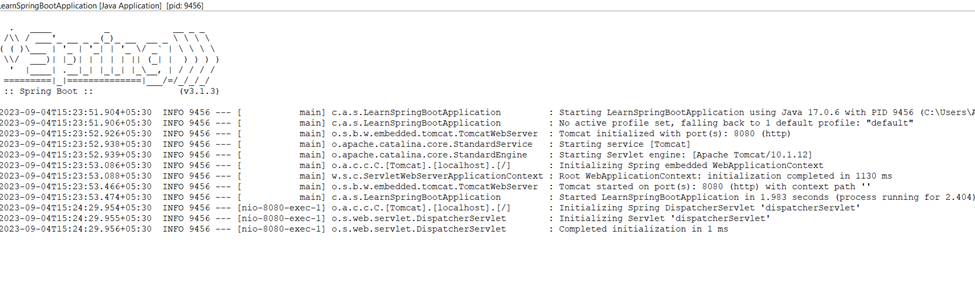 LearnSpringBootApplication [Java Application] [pid: 9456]
  .   ____          _            __ _ _
 /\\ / ___'_ __ _ _(_)_ __  __ _ \ \ \ \
( ( )\___ | '_ | '_| | '_ \/ _` | \ \ \ \
 \\/  ___)| |_)| | | | | || (_| |  ) ) ) )
  '  |____| .__|_| |_|_| |_\__, | / / / /
 =========|_|==============|___/=/_/_/_/
 :: Spring Boot ::                (v3.1.3)
2023-09-04T15:23:51.904+05:30  INFO 9456 --- [           main] c.a.s.LearnSpringBootApplication         : Starting LearnSpringBootApplication using Java 17.0.6 with PID 9456 (C:\Users\A
2023-09-04T15:23:51.906+05:30  INFO 9456 --- [           main] c.a.s.LearnSpringBootApplication         : No active profile set, falling back to 1 default profile: "default"
2023-09-04T15:23:52.926+05:30  INFO 9456 --- [           main] o.s.b.w.embedded.tomcat.TomcatWebServer  : Tomcat initialized with port(s): 8080 (http)
2023-09-04T15:23:52.938+05:30  INFO 9456 --- [           main] o.apache.catalina.core.StandardService   : Starting service [Tomcat]
2023-09-04T15:23:52.939+05:30  INFO 9456 --- [           main] o.apache.catalina.core.StandardEngine    : Starting Servlet engine: [Apache Tomcat/10.1.12]
2023-09-04T15:23:53.086+05:30  INFO 9456 --- [           main] o.a.c.c.C.[Tomcat].[localhost].[/]       : Initializing Spring embedded WebApplicationContext
2023-09-04T15:23:53.088+05:30  INFO 9456 --- [           main] w.s.c.ServletWebServerApplicationContext : Root WebApplicationContext: initialization completed in 1130 ms
2023-09-04T15:23:53.466+05:30  INFO 9456 --- [           main] o.s.b.w.embedded.tomcat.TomcatWebServer  : Tomcat started on port(s): 8080 (http) with context path ''
2023-09-04T15:23:53.474+05:30  INFO 9456 --- [           main] c.a.s.LearnSpringBootApplication         : Started LearnSpringBootApplication in 1.983 seconds (process running for 2.404)
2023-09-04T15:24:29.954+05:30  INFO 9456 --- [nio-8080-exec-1] o.a.c.c.C.[Tomcat].[localhost].[/]       : Initializing Spring DispatcherServlet 'dispatcherServlet'
2023-09-04T15:24:29.955+05:30  INFO 9456 --- [nio-8080-exec-1] o.s.web.servlet.DispatcherServlet        : Initializing Servlet 'dispatcherServlet'
2023-09-04T15:24:29.956+05:30  INFO 9456 --- [nio-8080-exec-1] o.s.web.servlet.DispatcherServlet        : Completed initialization in 1 ms